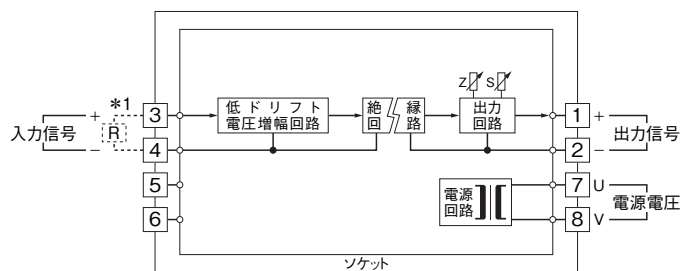 入力信号
+
−
*1
R
3
4
5
6
低ドリフト
電圧増幅回路
絶 縁
回 路
Z S
出力
回路
電源
回路
1 +
2 −
7 U
8 V
出力信号
電源電圧
ソケット